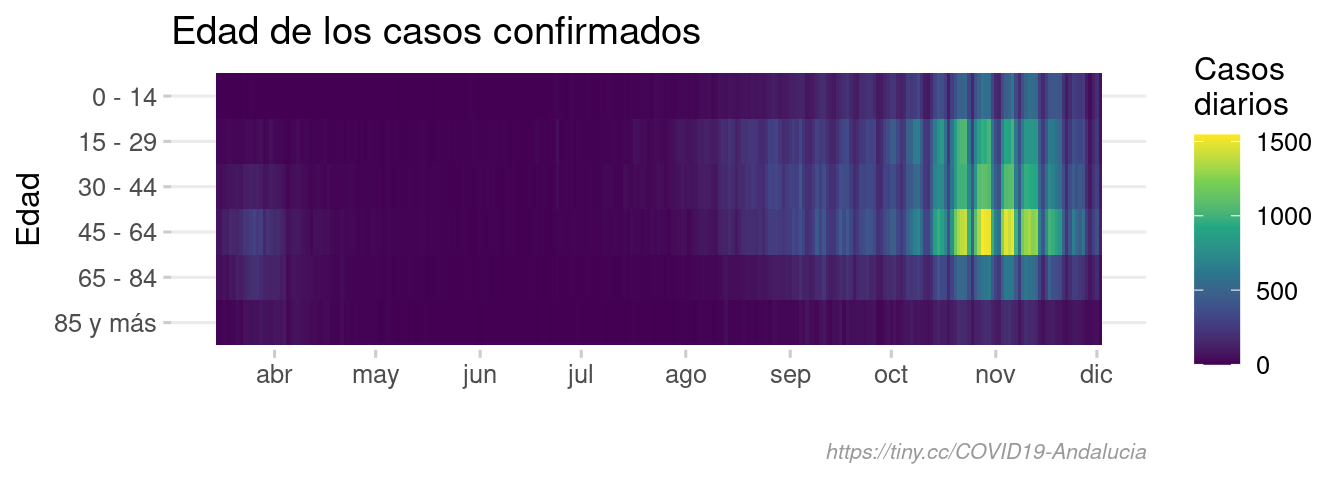 Edad de los casos confirmados
Edad
0 - 14
15 - 29
30 - 44
45 - 64
65 - 84
85 y más
abr may jun jul ago sep oct nov dic
Casos
diarios
1500
1000
500
0
https://tiny.cc/COVID19-Andalucia